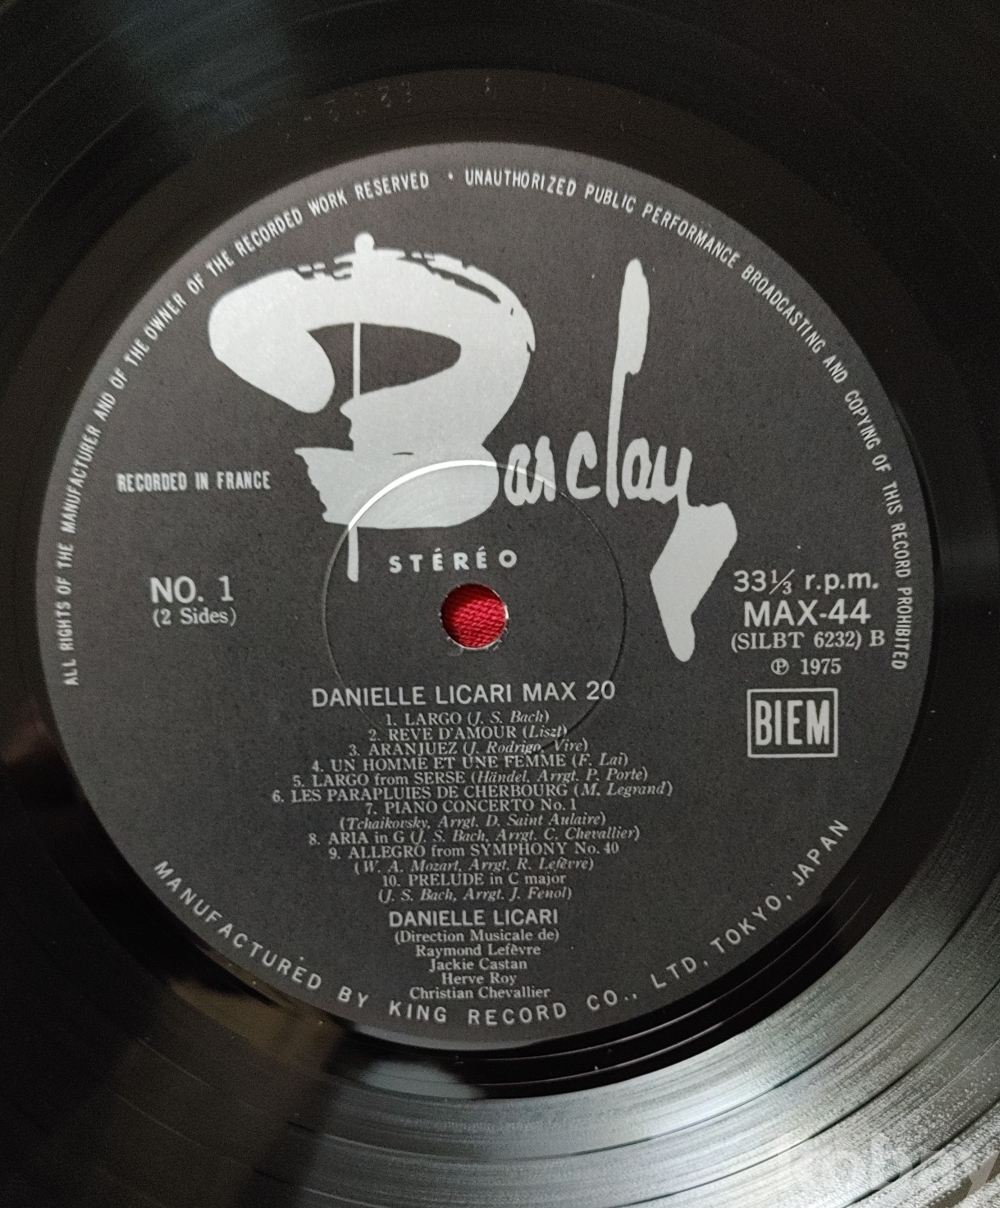 ALL RIGHTS OF THE MANUFACTURER AND OF THE OWNER OF THE RECORDED WORK RESERVED • UNAUTHORIZED PUBLIC PERFORMANCE BROADCASTING AND COPYING OF THIS RECORD PROHIBITED
Barclay
RECORDED IN FRANCE
STÉRÉO
NO. 1
(2 Sides)
33⅓ r.p.m.
MAX-44
(SILBT 6232) B
℗ 1975
BIEM
DANIELLE LICARI MAX 20
1. LARGO (J. S. Bach)
2. REVE D'AMOUR (Liszt)
3. ARANJUEZ (J. Rodrigo, Vire)
4. UN HOMME ET UNE FEMME (F. Lai)
5. LARGO from SERSE (Händel, Arrgt. P. Porte)
6. LES PARAPLUIES DE CHERBOURG (M. Legrand)
7. PIANO CONCERTO No. 1
(Tchaikovsky, Arrgt. D. Saint Aulaire)
8. ARIA in G (J. S. Bach, Arrgt. C. Chevallier)
9. ALLEGRO from SYMPHONY No. 40
(W. A. Mozart, Arrgt. R. Lefèvre)
10. PRELUDE in C major
(J. S. Bach, Arrgt. J. Fenol)
DANIELLE LICARI
(Direction Musicale de)
Raymond Lefèvre
Jackie Castan
Herve Roy
Christian Chevallier
MANUFACTURED BY KING RECORD CO., LTD. TOKYO, JAPAN